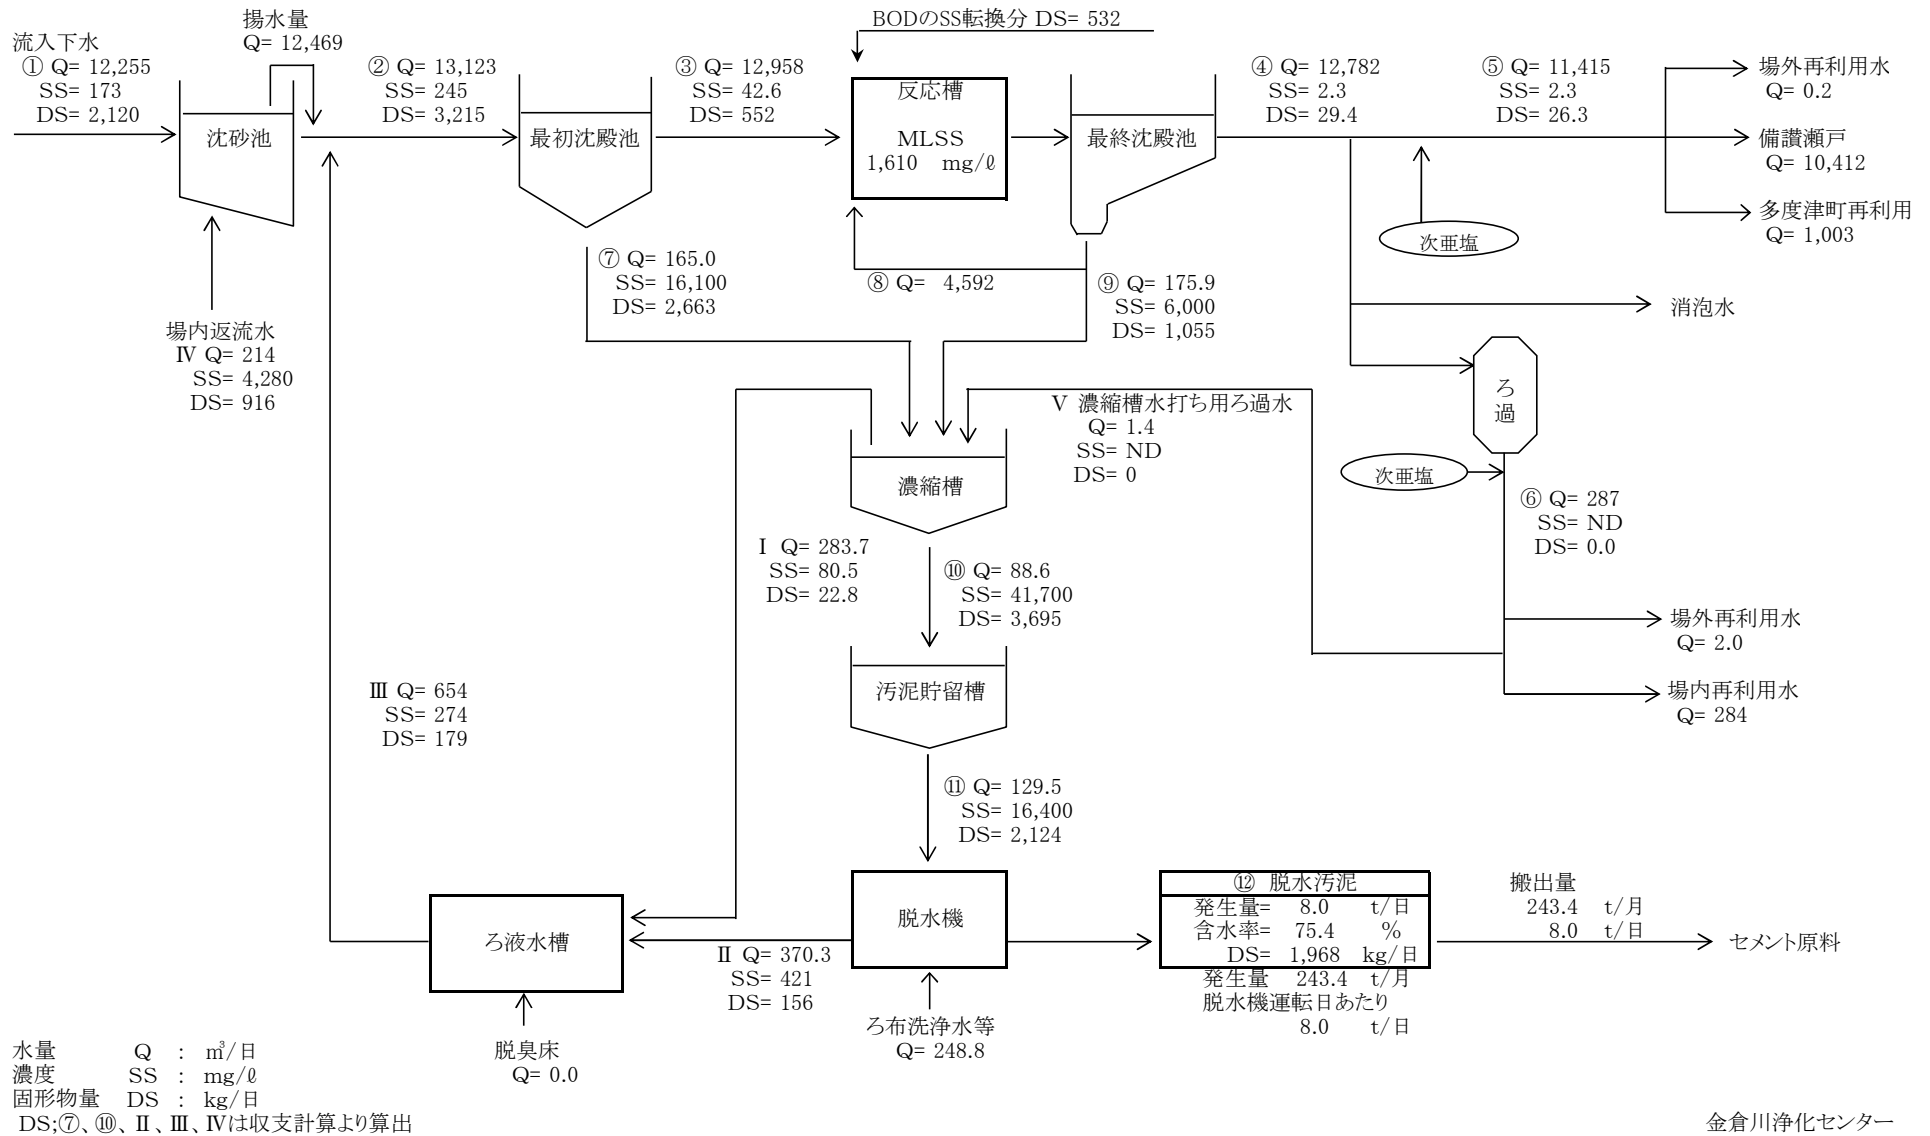 揚水量
Q= 12,469
流入下水
① Q= 12,255
SS= 173
DS= 2,120
沈砂池
場内返流水
Ⅳ Q= 214
SS= 4,280
DS= 916
② Q= 13,123
SS= 245
DS= 3,215
最初沈殿池
③ Q= 12,958
SS= 42.6
DS= 552
BODのSS転換分 DS= 532
反応槽
MLSS
1,610 mg/ℓ
最終沈殿池
④ Q= 12,782
SS= 2.3
DS= 29.4
⑤ Q= 11,415
SS= 2.3
DS= 26.3
場外再利用水
Q= 0.2
備讃瀬戸
Q= 10,412
多度津町再利用
Q= 1,003
次亜塩
消泡水
⑦ Q= 165.0
SS= 16,100
DS= 2,663
⑧ Q= 4,592
⑨ Q= 175.9
SS= 6,000
DS= 1,055
Ⅴ 濃縮槽水打ち用ろ過水
Q= 1.4
SS= ND
DS= 0
ろ
過
次亜塩
⑥ Q= 287
SS= ND
DS= 0.0
場外再利用水
Q= 2.0
場内再利用水
Q= 284
濃縮槽
Ⅰ Q= 283.7
SS= 80.5
DS= 22.8
⑩ Q= 88.6
SS= 41,700
DS= 3,695
汚泥貯留槽
Ⅲ Q= 654
SS= 274
DS= 179
⑪ Q= 129.5
SS= 16,400
DS= 2,124
脱水機
ろ液水槽
Ⅱ Q= 370.3
SS= 421
DS= 156
脱臭床
Q= 0.0
ろ布洗浄水等
Q= 248.8
⑫ 脱水汚泥
発生量= 8.0 t/日
含水率= 75.4 %
DS= 1,968 kg/日
発生量 243.4 t/月
脱水機運転日あたり
8.0 t/日
搬出量
243.4 t/月
8.0 t/日
セメント原料
水量 Q : ㎥/日
濃度 SS : mg/ℓ
固形物量 DS : kg/日
DS;⑦、⑩、Ⅱ、Ⅲ、Ⅳは収支計算より算出
金倉川浄化センター